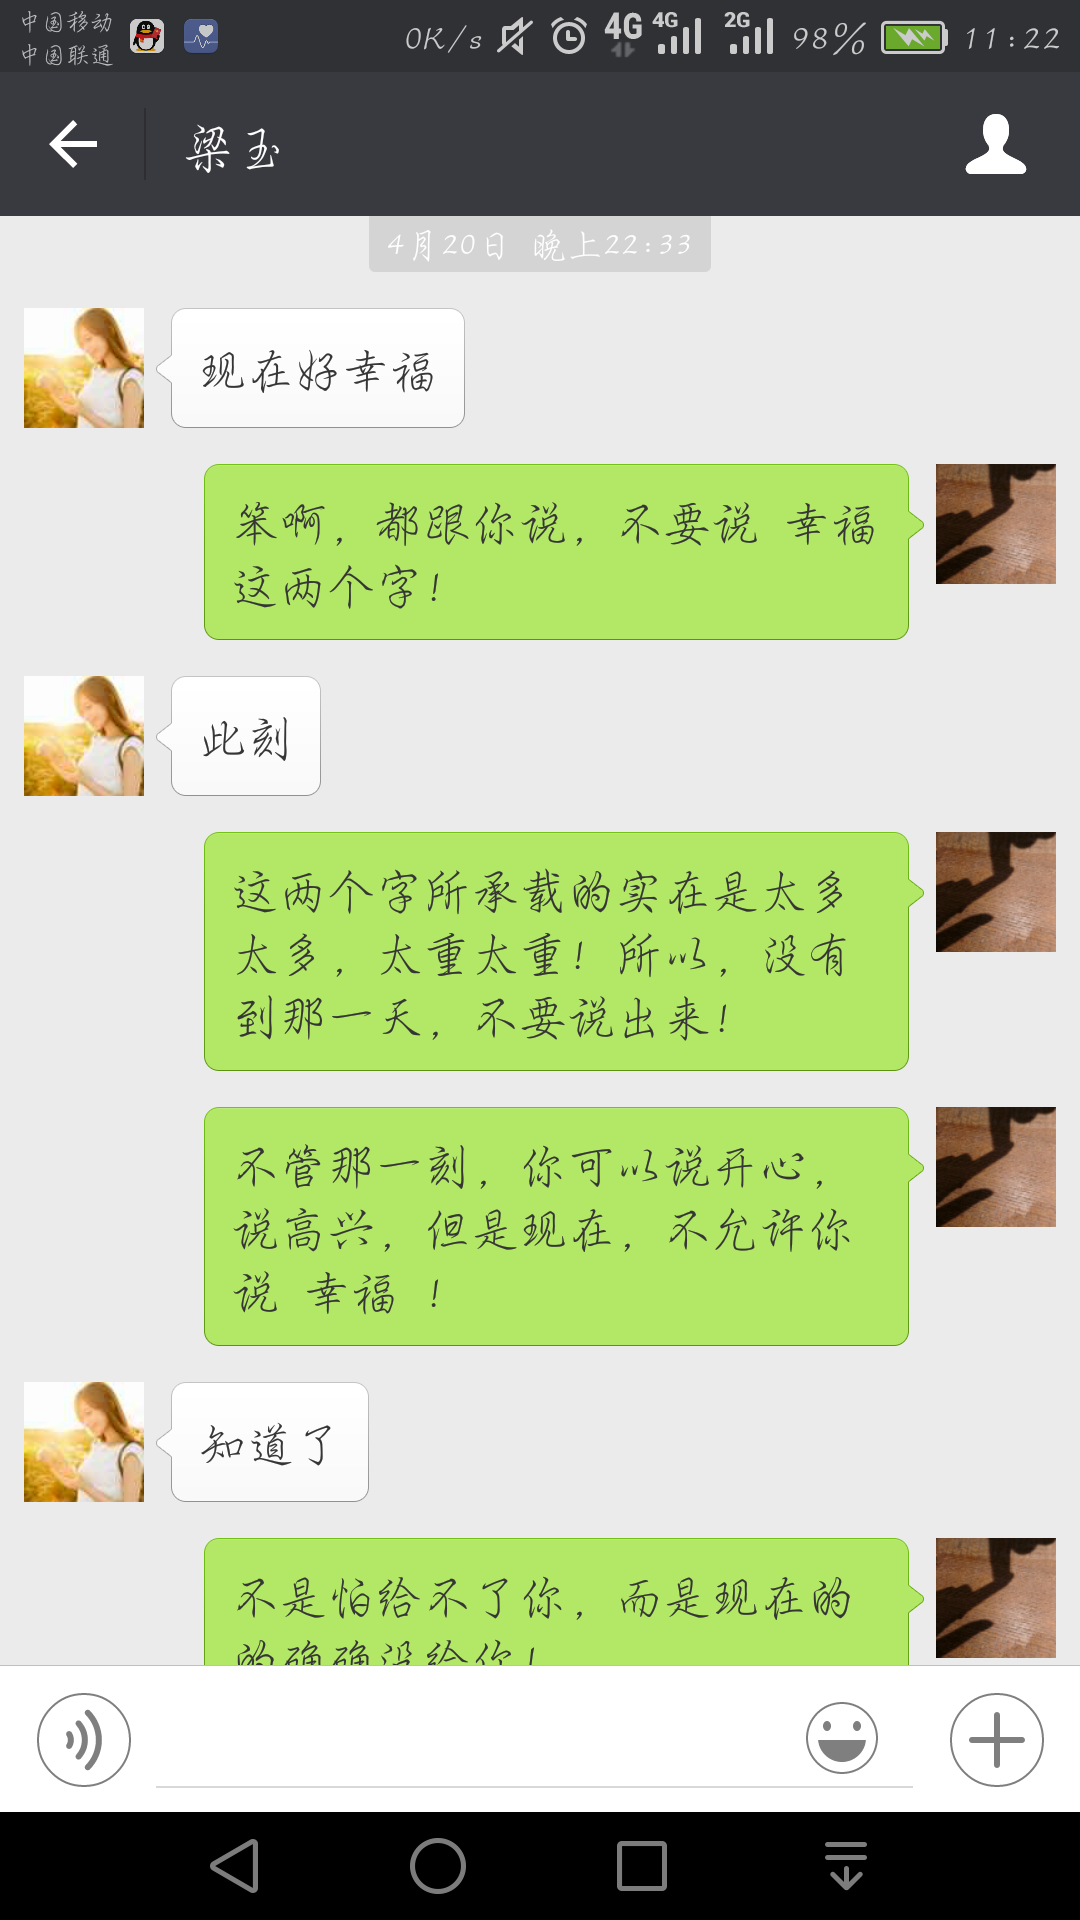 中国移动
中国联通
0K/s
4G
4G
2G
98%
11:22
梁玉
4月20日 晚上22:33
现在好幸福
笨啊，都跟你说，不要说 幸福
这两个字！
此刻
这两个字所承载的实在是太多
太多，太重太重！所以，没有
到那一天，不要说出来！
不管那一刻，你可以说开心，
说高兴，但是现在，不允许你
说 幸福 ！
知道了
不是怕给不了你，而是现在的
的确确没给你！